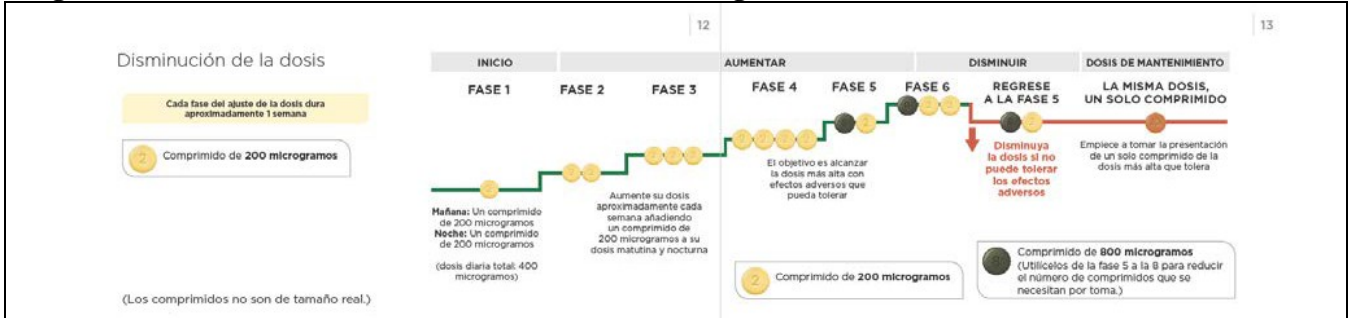 12
13
Disminución de la dosis
Cada fase del ajuste de la dosis dura
aproximadamente 1 semana
2
Comprimido de 200 microgramos
(Los comprimidos no son de tamaño real.)
INICIO
AUMENTAR
DISMINUIR
DOSIS DE MANTENIMIENTO
FASE 1
FASE 2
FASE 3
FASE 4
FASE 5
FASE 6
REGRESE
A LA FASE 5
LA MISMA DOSIS,
UN SOLO COMPRIMIDO
Mañana: Un comprimido
de 200 microgramos
Noche: Un comprimido
de 200 microgramos
(dosis diaria total: 400
microgramos)
Aumente su dosis
aproximadamente cada
semana añadiendo
un comprimido de
200 microgramos a su
dosis matutina y nocturna
El objetivo es alcanzar
la dosis más alta con
efectos adversos que
pueda tolerar
Disminuya
la dosis si no
puede tolerar
los efectos
adversos
Empiece a tomar la presentación
de un solo comprimido de la
dosis más alta que tolera
2
Comprimido de 200 microgramos
Comprimido de 800 microgramos
(Utilícelos de la fase 5 a la 8 para reducir
el número de comprimidos que se
necesitan por toma.)